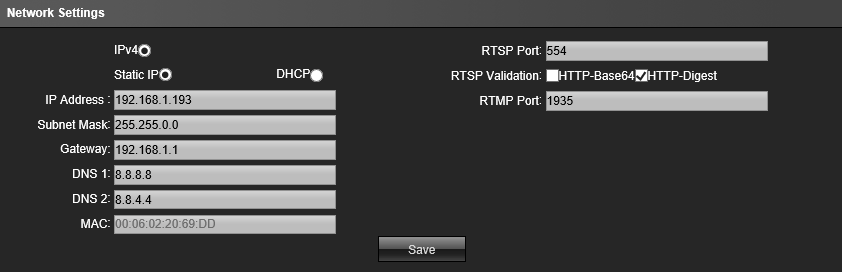 Network Settings
IPv4
Static IP DHCP
IP Address : 192.168.1.193
Subnet Mask: 255.255.0.0
Gateway: 192.168.1.1
DNS 1: 8.8.8.8
DNS 2: 8.8.4.4
MAC: 00:06:02:20:69:DD
RTSP Port: 554
RTSP Validation: HTTP-Base64 HTTP-Digest
RTMP Port: 1935
Save